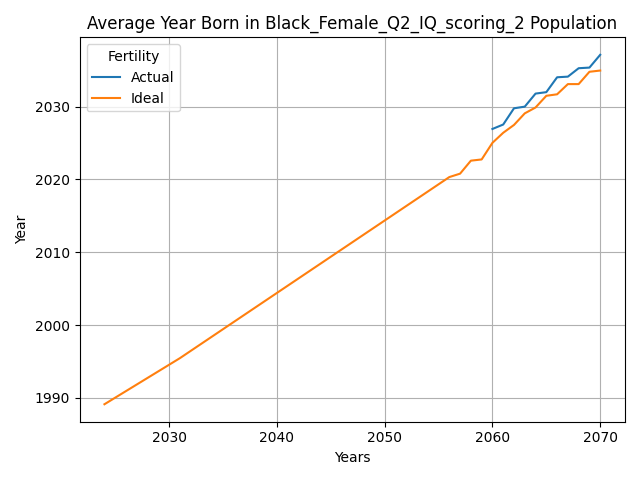 Average Year Born in Black_Female_Q2_IQ_scoring_2 Population
Fertility
Actual
Ideal
2030
2020
2010
2000
1990
Year
2030 2040 2050 2060 2070
Years